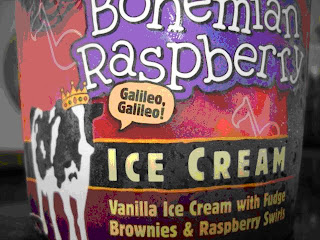 Bohemian
Raspberry
Galileo,
Galileo!
ICE CREAM
Vanilla Ice Cream with Fudge
Brownies & Raspberry Swirls